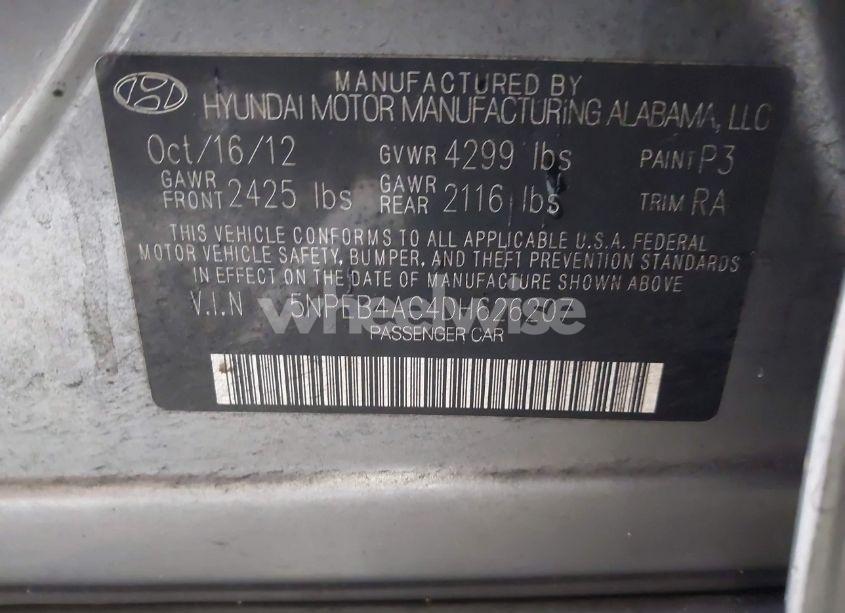 MANUFACTURED BY
HYUNDAI MOTOR MANUFACTURING ALABAMA, LLC
Oct/16/12 GVWR 4299 lbs PAINT P3
GAWR FRONT 2425 lbs GAWR REAR 2116 lbs TRIM RA
THIS VEHICLE CONFORMS TO ALL APPLICABLE U.S.A. FEDERAL
MOTOR VEHICLE SAFETY, BUMPER, AND THEFT PREVENTION STANDARDS
IN EFFECT ON THE DATE OF MANUFACTURE SHOWN ABOVE
V.I.N 5NPEB4AC4DH626207
wheelwise
PASSENGER CAR